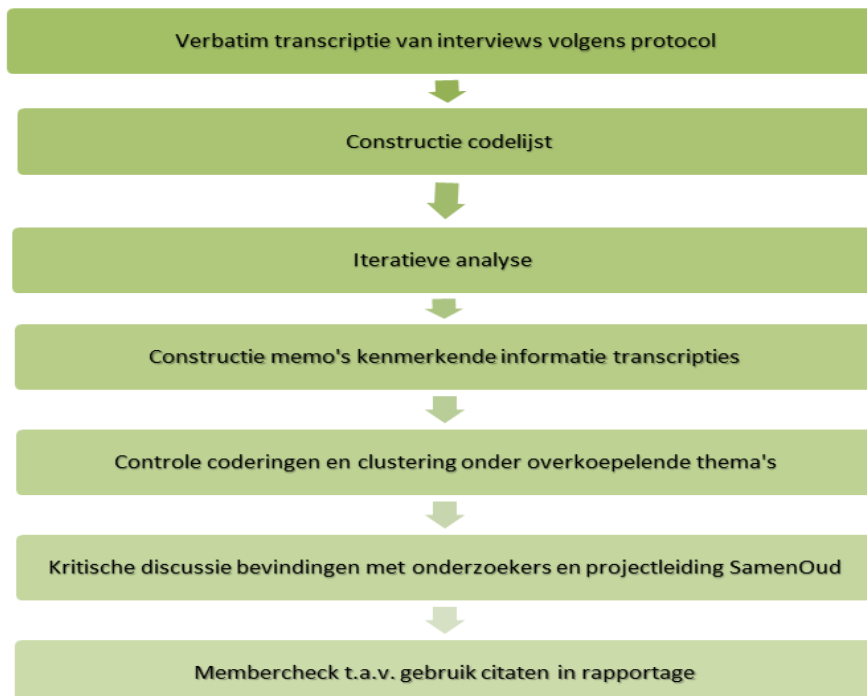 Verbatim transcriptie van interviews volgens protocol
Constructie codelijst
Iteratieve analyse
Constructie memo's kenmerkende informatie transcripties
Controle coderingen en clustering onder overkoepelende thema's
Kritische discussie bevindingen met onderzoekers en projectleiding SamenOud
Membercheck t.a.v. gebruik citaten in rapportage